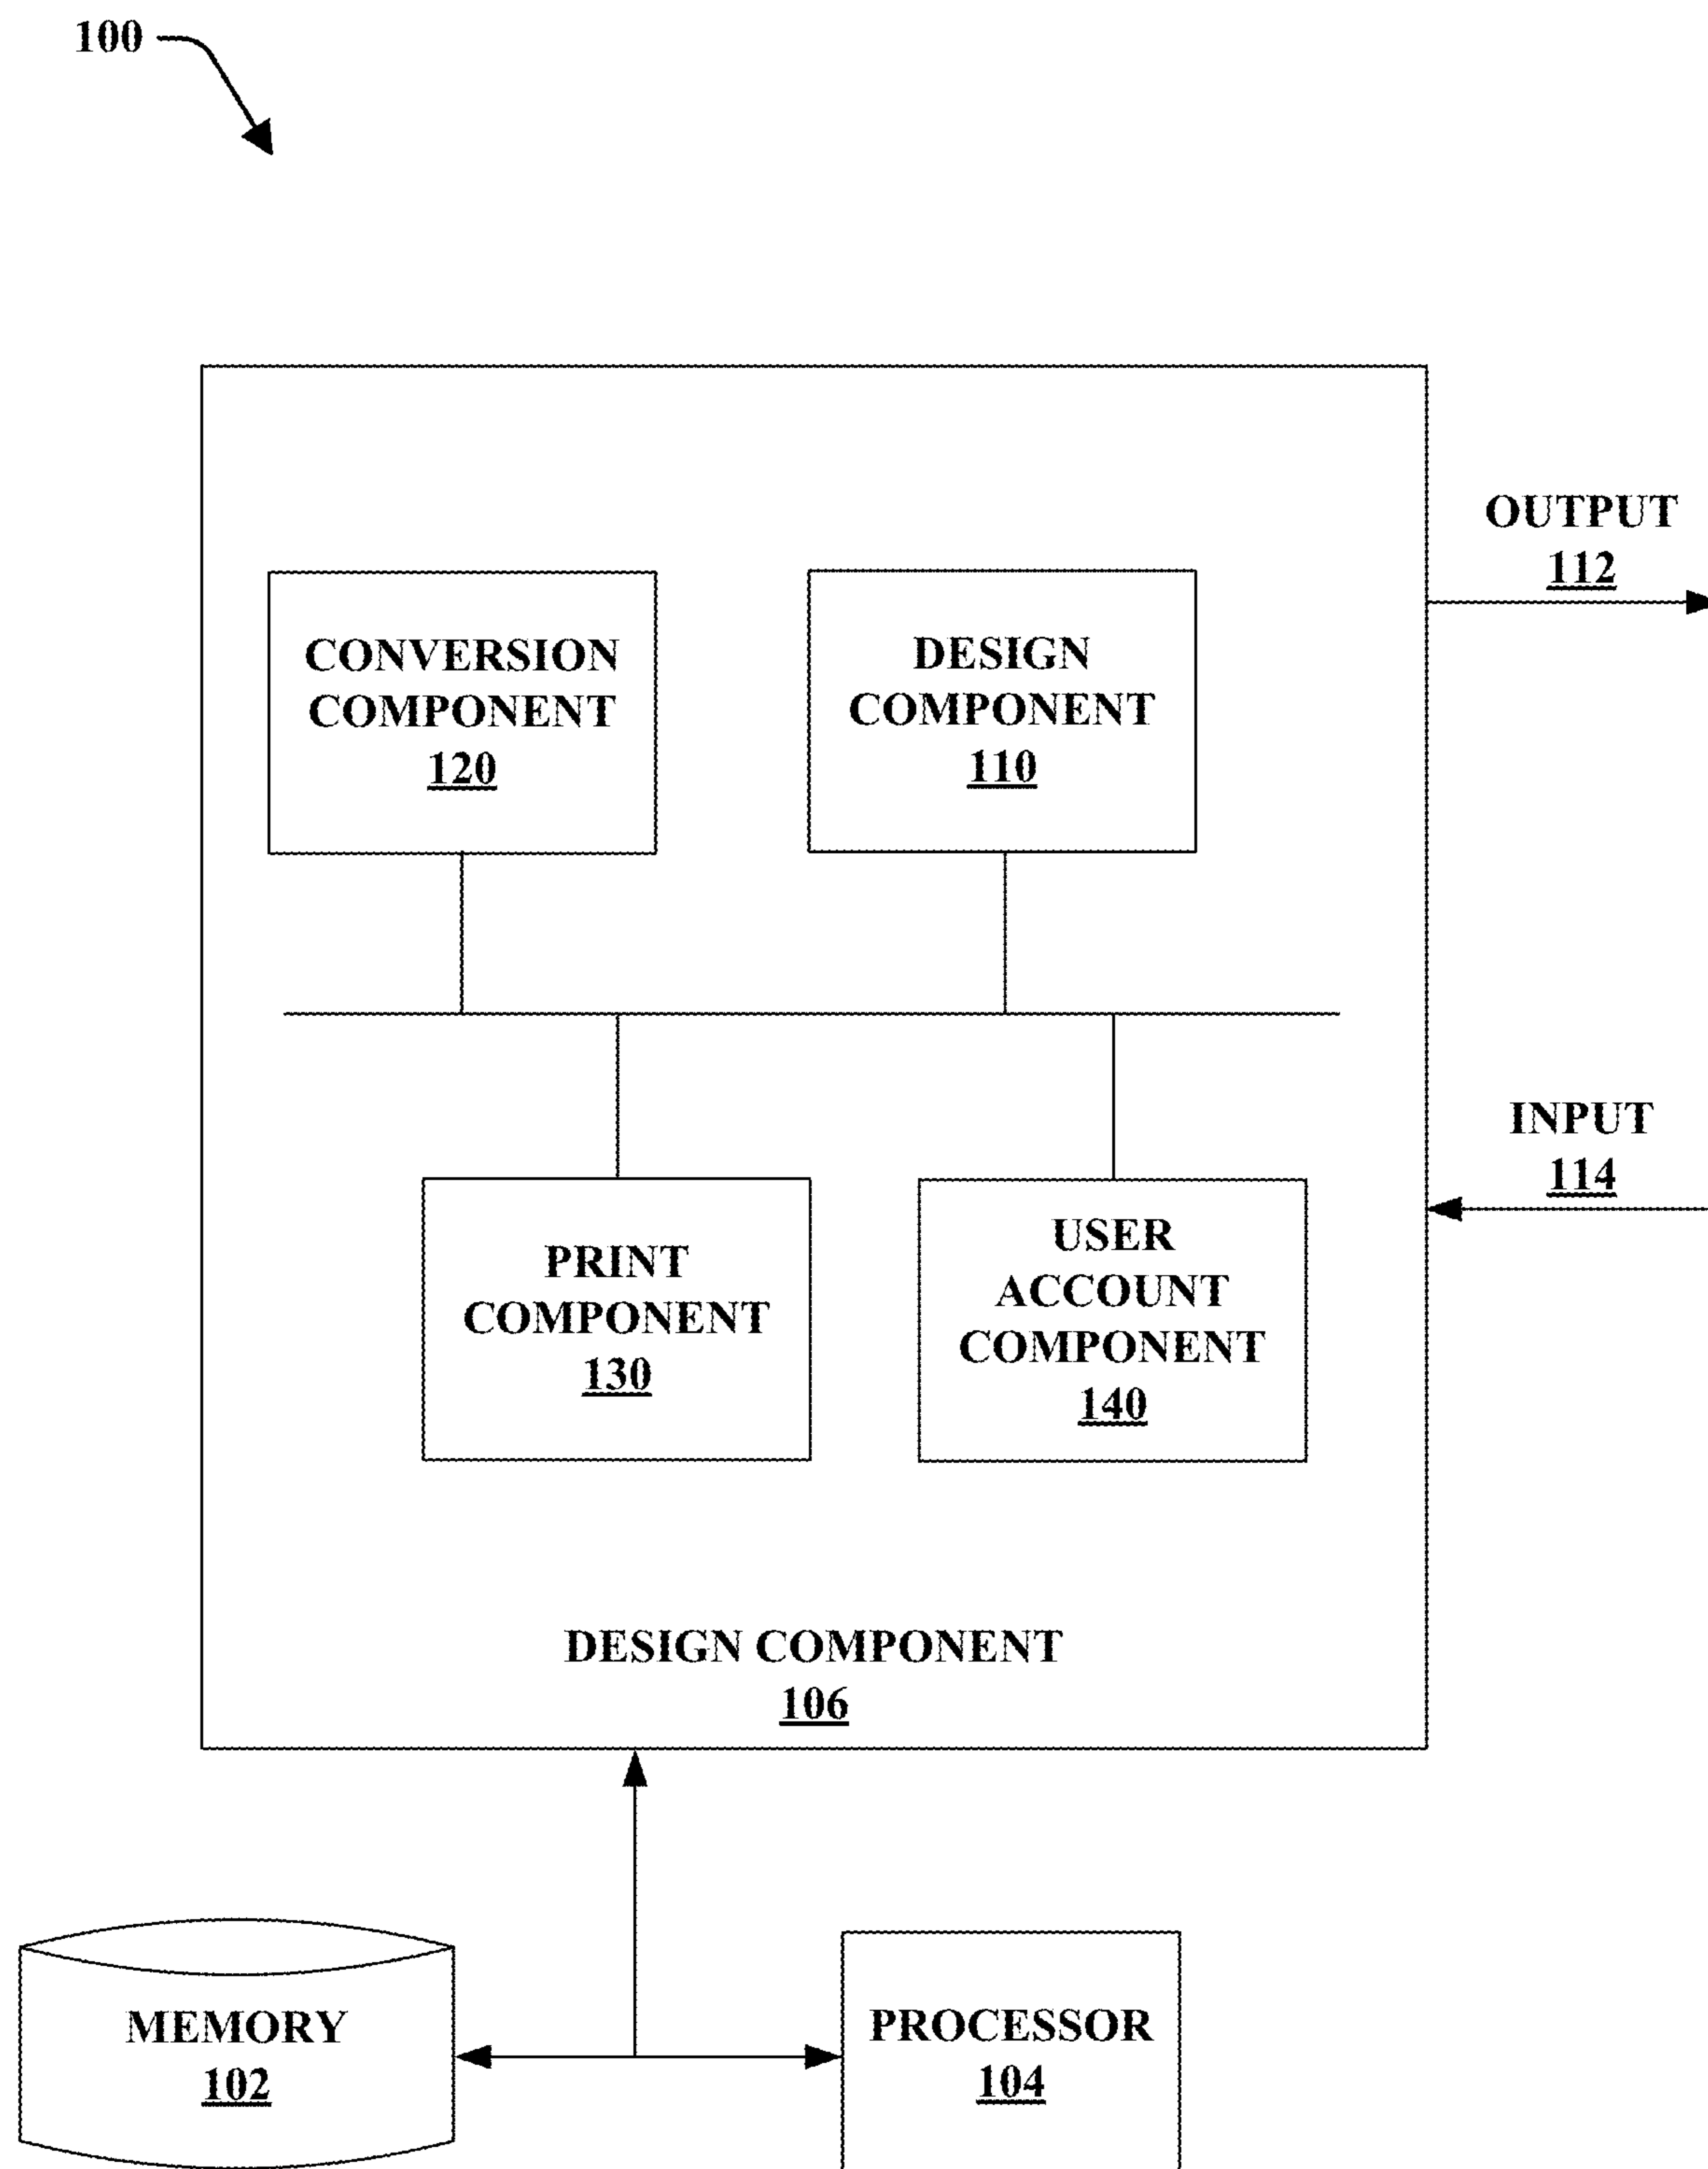 100
OUTPUT
112
CONVERSION
COMPONENT
120
DESIGN
COMPONENT
110
INPUT
114
PRINT
COMPONENT
130
USER
ACCOUNT
COMPONENT
140
DESIGN COMPONENT
106
MEMORY
102
PROCESSOR
104